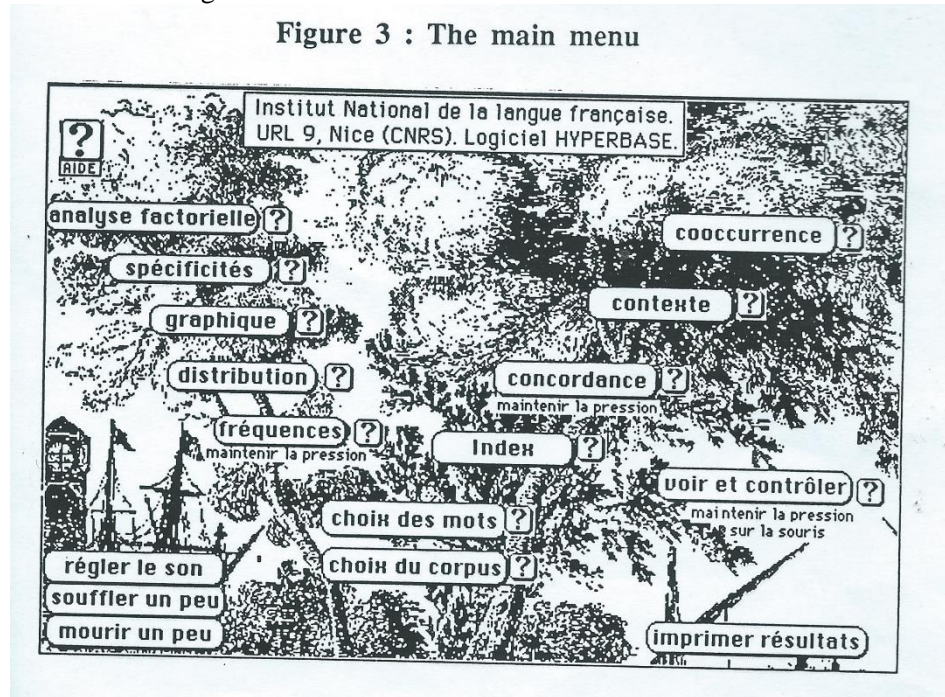 Figure 3 : The main menu
Institut National de la langue française.
URL 9, Nice (CNRS). Logiciel HYPERBASE.
?
AIDE
analyse factorielle ?
cooccurrence ?
spécificités ?
contexte ?
graphique ?
distribution ?
concordance ?
maintenir la pression
fréquences ?
maintenir la pression
Index ?
voir et contrôler ?
maintenir la pression
sur la souris
choix des mots ?
choix du corpus ?
régler le son
souffler un peu
mourir un peu
imprimer résultats